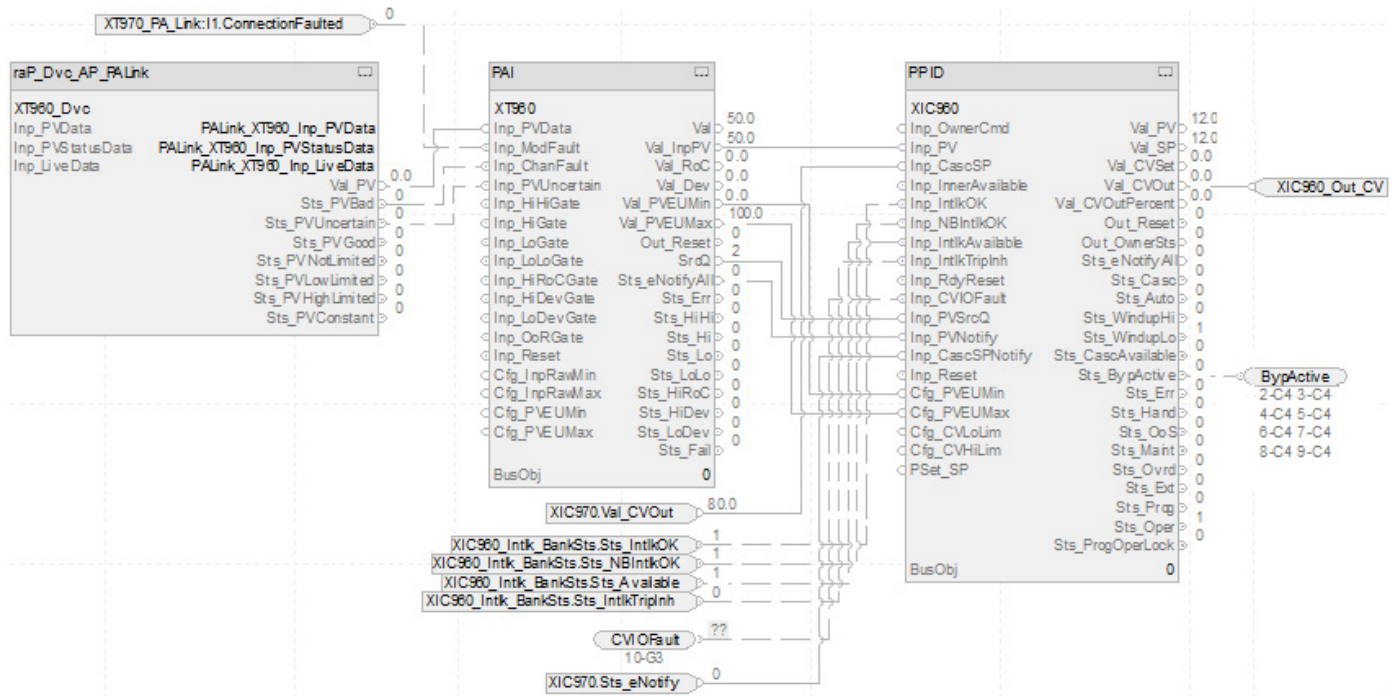 XT970_PA_Link:I1.ConnectionFaulted
0
raP_Dvc_AP_PALink
XT960_Dvc
Inp_PVData PALink_XT960_Inp_PVData
Inp_PVStatusData PALink_XT960_Inp_PVStatusData
Inp_LiveData PALink_XT960_Inp_LiveData
Val_PV 0.0
Sts_PVBad 0
Sts_PVUncertain 0
Sts_PVGood 0
Sts_PVNotLimited 0
Sts_PVLowLimited 0
Sts_PVHighLimited 0
Sts_PVConstant 0
PAI
XT960
Inp_PVData Val 50.0
Inp_ModFault Val_InpPV 50.0
Inp_ChanFault Val_RoC 0.0
Inp_PVUncertain Val_Dev 0.0
Inp_HiHiGate Val_PVEUMin 0.0
Inp_HiGate Val_PVEUMax 100.0
Inp_LoGate Out_Reset 0
Inp_LoLoGate SrcQ 2
Inp_HiRoCGate Sts_eNotifyAll 0
Inp_HiDevGate Sts_Err 0
Inp_LoDevGate Sts_HiHi 0
Inp_OoRGate Sts_Hi 0
Inp_Reset Sts_Lo 0
Cfg_InpRawMin Sts_LoLo 0
Cfg_InpRawMax Sts_HiRoC 0
Cfg_PVEUMin Sts_HiDev 0
Cfg_PVEUMax Sts_LoDev 0
Sts_Fail 0
BusObj 0
PPID
XIC960
Inp_OwnerCmd Val_PV 12.0
Inp_PV Val_SP 12.0
Inp_CascSP Val_CVSet 0.0
Inp_InnerAvailable Val_CVOut 0.0
Inp_IntlkOK Val_CVOutPercent 0.0
Inp_NBIntlkOK Out_Reset 0
Inp_IntlkAvailable Out_OwnerSts 0
Inp_IntlkTripInh Sts_eNotifyAll 0
Inp_RdyReset Sts_Casc 0
Inp_CVIOFault Sts_Auto 0
Inp_PVSrcQ Sts_WindupHi 0
Inp_PVNotify Sts_WindupLo 1
Inp_CascSPNotify Sts_CascAvailable 0
Inp_Reset Sts_BypActive 0
Cfg_PVEUMin Sts_Err 0
Cfg_PVEUMax Sts_Hand 0
Cfg_CVLoLim Sts_OoS 0
Cfg_CVHiLim Sts_Maint 0
PSet_SP Sts_Ovrd 0
Sts_Ext 0
Sts_Prog 0
Sts_Oper 1
Sts_ProgOperLock 0
BusObj 0
XIC960_Out_CV
BypActive
2-C4 3-C4
4-C4 5-C4
6-C4 7-C4
8-C4 9-C4
XIC970.Val_CVOut 80.0
XIC960_Intlk_BankSts.Sts_IntlkOK 1
XIC960_Intlk_BankSts.Sts_NBIntlkOK 1
XIC960_Intlk_BankSts.Sts_Available 1
XIC960_Intlk_BankSts.Sts_IntlkTripInh 0
CVIOFault ??
10-G3
XIC970.Sts_eNotify 0